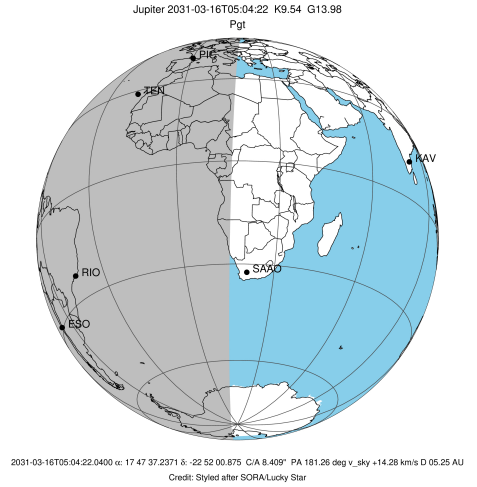 Jupiter 2031-03-16T05:04:22 K9.54 G13.98
Pgt
PIC
TEN
KAV
SAAO
RIO
ESO
2031-03-16T05:04:22.0400 α: 17 47 37.2371 δ: -22 52 00.875 C/A 8.409" PA 181.26 deg v_sky +14.28 km/s D 05.25 AU
Credit: Styled after SORA/Lucky Star